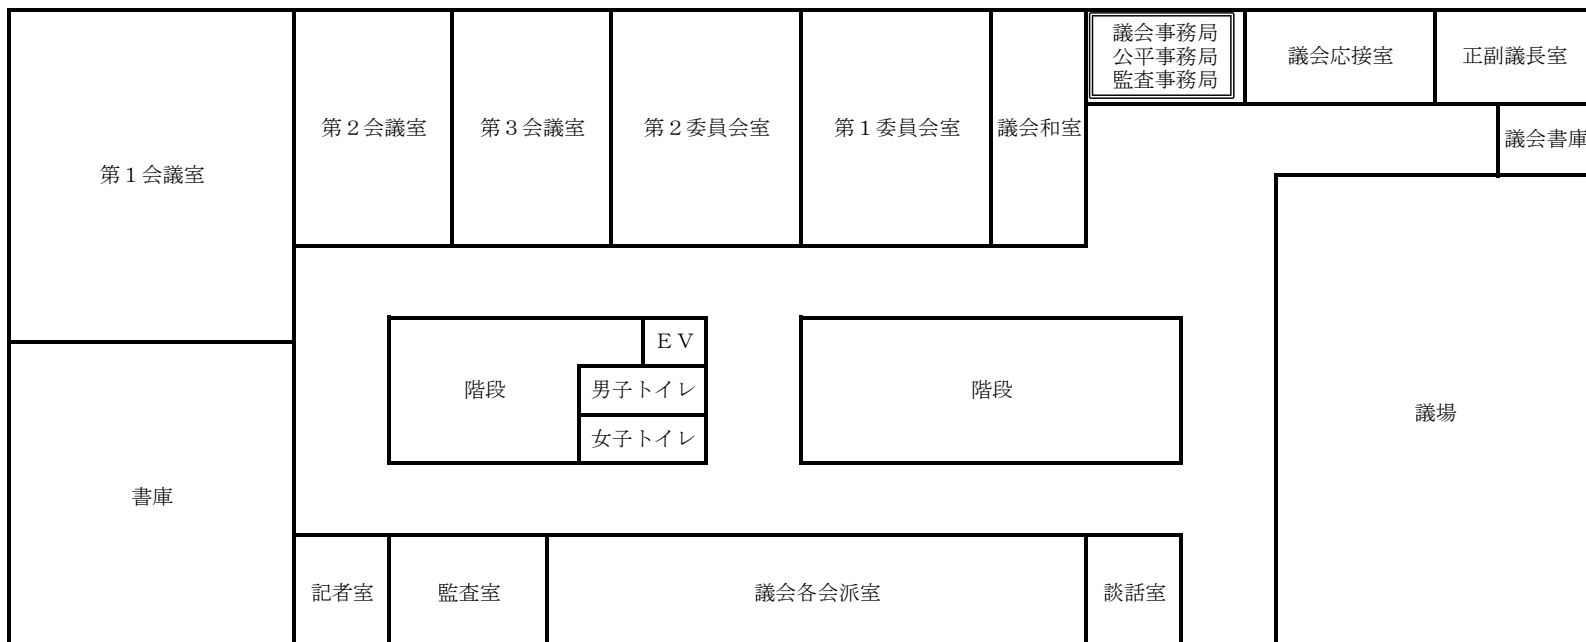 議会事務局
公平事務局
監査事務局
議会応接室
正副議長室
第２会議室
第３会議室
第２委員会室
第１委員会室
議会和室
議会書庫
第１会議室
ＥＶ
階段
男子トイレ
階段
女子トイレ
議場
書庫
記者室
監査室
議会各会派室
談話室